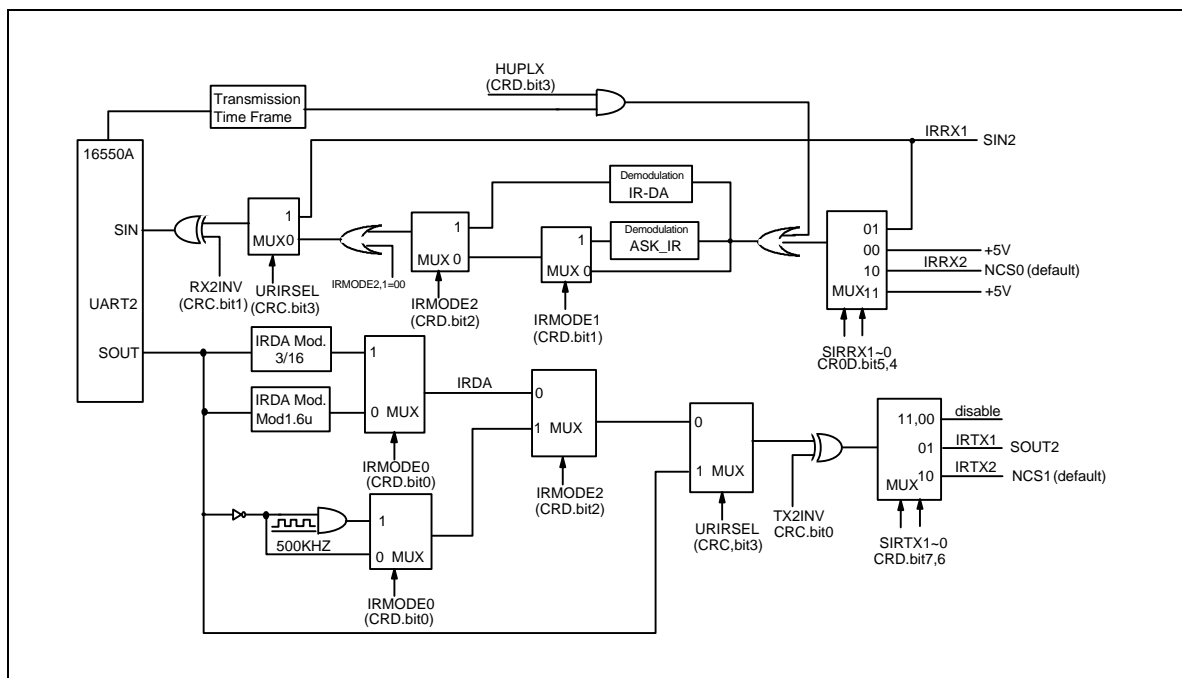 HUPLX
(CRD.bit3)
Transmission
Time Frame
16550A
IRRX1
SIN2
Demodulation
IR-DA
SIN
1
MUX 0
1
MUX 0
1
MUX 0
Demodulation
ASK_IR
01
00
10
MUX 11
+5V
IRRX2
NCS0 (default)
+5V
RX2INV
(CRC.bit1)
URIRSEL
(CRC.bit3)
IRMODE2,1=00
IRMODE2
(CRD.bit2)
IRMODE1
(CRD.bit1)
SIRRX1~0
CR0D.bit5,4
UART2
SOUT
IRDA Mod.
3/16
IRDA Mod.
Mod1.6u
1
0 MUX
IRDA
0
1 MUX
0
1 MUX
11,00
01
10
MUX
disable
IRTX1
SOUT2
IRTX2
NCS1 (default)
IRMODE0
(CRD.bit0)
IRMODE2
(CRD.bit2)
URIRSEL
(CRC,bit3)
TX2INV
CRC.bit0
SIRTX1~0
CRD.bit7,6
500KHZ
1
0 MUX
IRMODE0
(CRD.bit0)